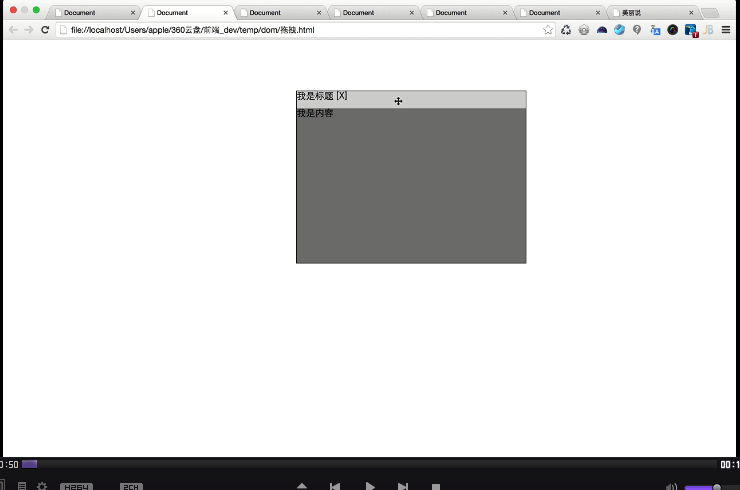 Document
Document
Document
Document
Document
Document
美丽说
file://localhost/Users/apple/360云盘/前端_dev/temp/dom/拖拽.html
我是标题 [X]
我是内容
0:50
00:1
H264
2CH